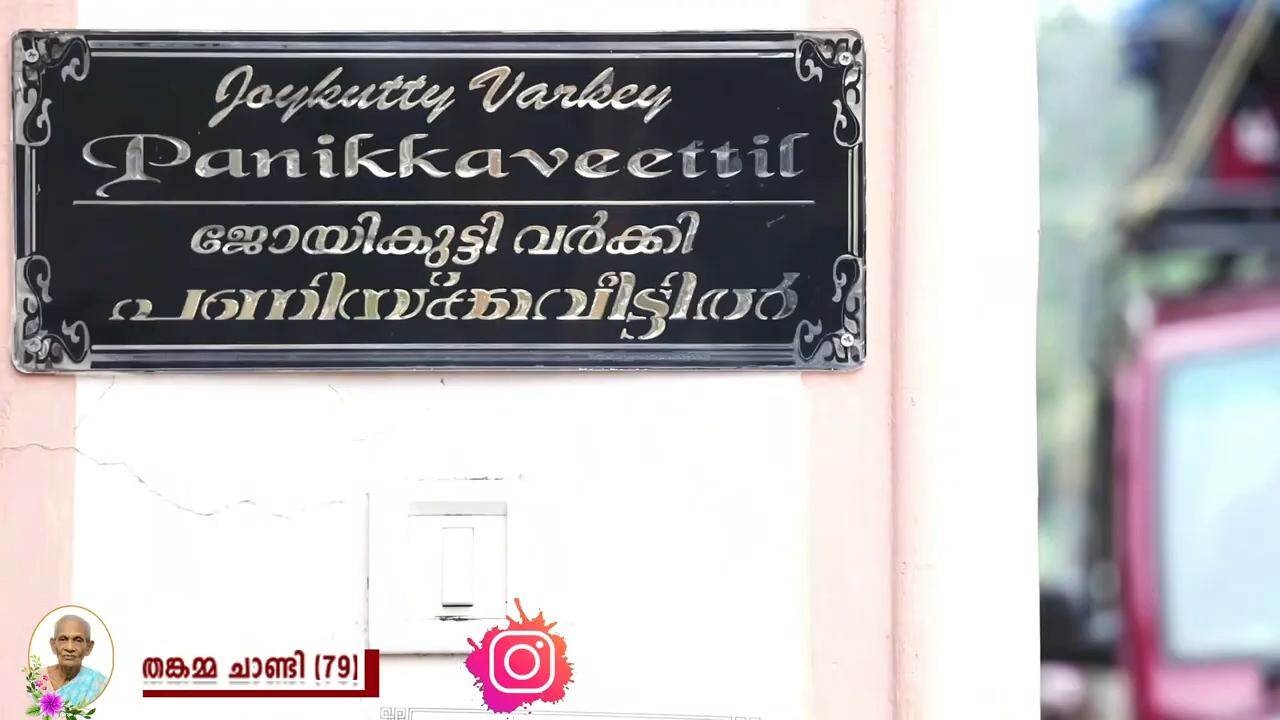 Joykutty Varkey
Panikkaveettil
ജോയികുട്ടി വർക്കി
പണിക്കവീട്ടിൽ
തങ്കമ്മ ചാണ്ടി (79)